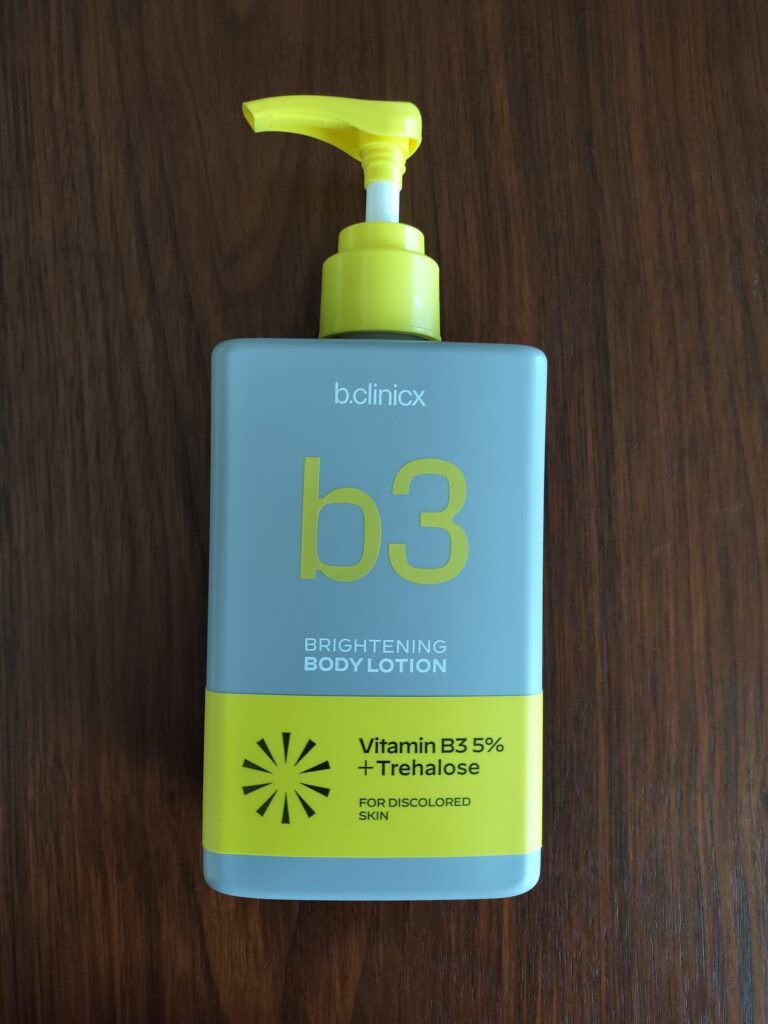 b.clinicx
b3
BRIGHTENING
BODY LOTION
Vitamin B3 5%
+Trehalose
FOR DISCOLORED
SKIN